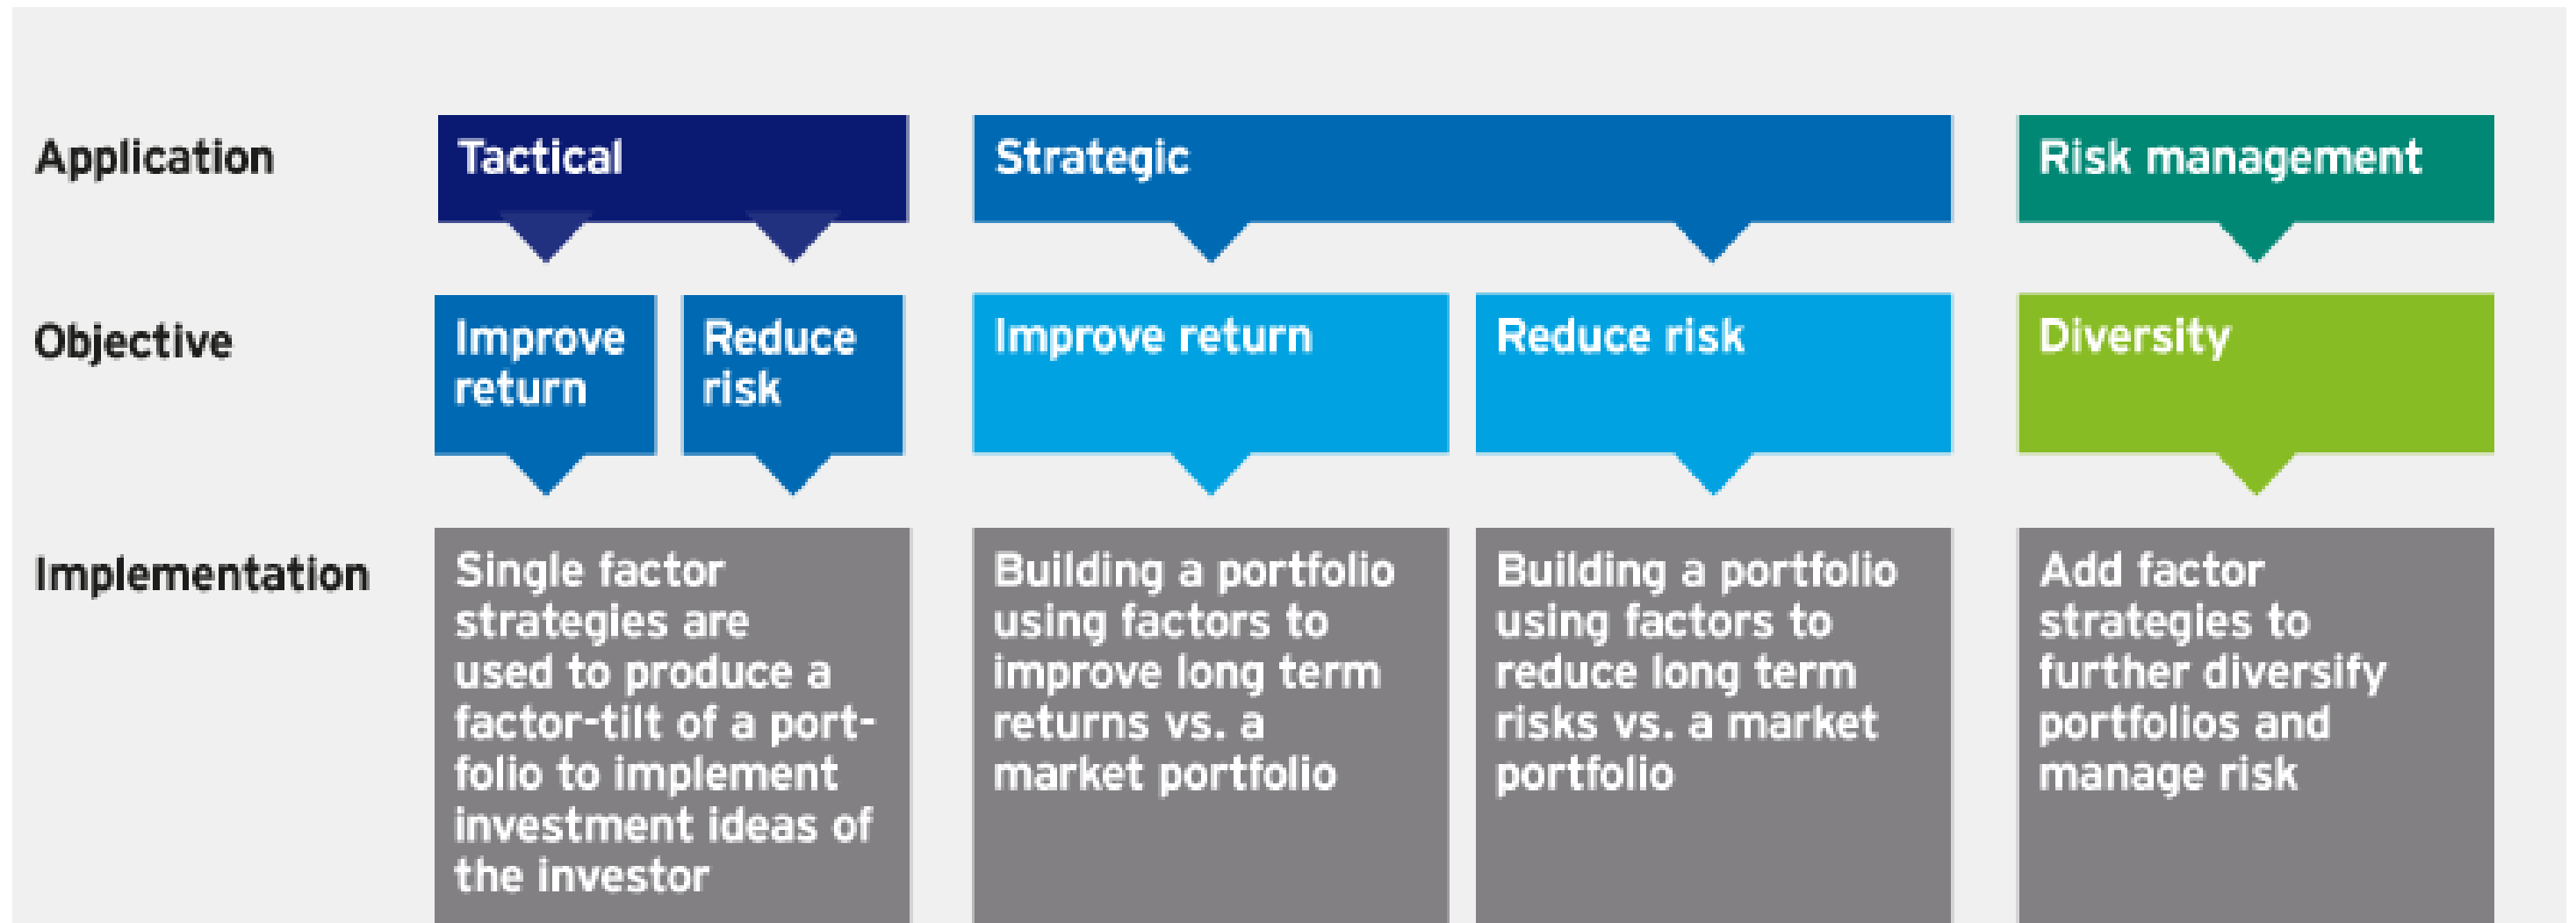 Application
Tactical
Strategic
Risk management
Objective
Improve
return
Reduce
risk
Improve return
Reduce risk
Diversity
Implementation
Single factor
strategies are
used to produce a
factor-tilt of a port-
folio to implement
investment ideas of
the investor
Building a portfolio
using factors to
improve long term
returns vs. a
market portfolio
Building a portfolio
using factors to
reduce long term
risks vs. a market
portfolio
Add factor
strategies to
further diversify
portfolios and
manage risk